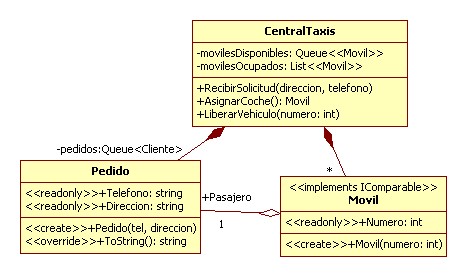 CentralTaxis
-movilesDisponibles: Queue<<Movil>>
-movilesOcupados: List<<Movil>>
+RecibirSolicitud(direccion, telefono)
+AsignarCoche(): Movil
+LiberarVehiculo(numero: int)
-pedidos:Queue<Cliente>
*
Pedido
<<readonly>>+Telefono: string
<<readonly>>+Direccion: string
<<create>>+Pedido(tel, direccion)
<<override>>+ToString(): string
+Pasajero
1
<<implements IComparable>>
Movil
<<readonly>>+Numero: int
<<create>>+Movil(numero: int)